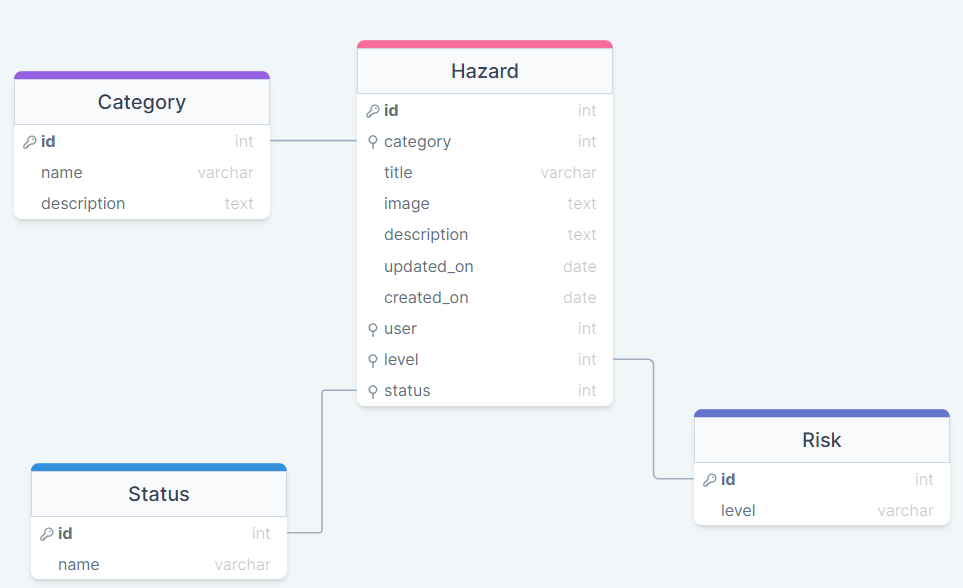 Category
id int
name varchar
description text
Hazard
id int
category int
title varchar
image text
description text
updated_on date
created_on date
user int
level int
status int
Status
id int
name varchar
Risk
id int
level varchar